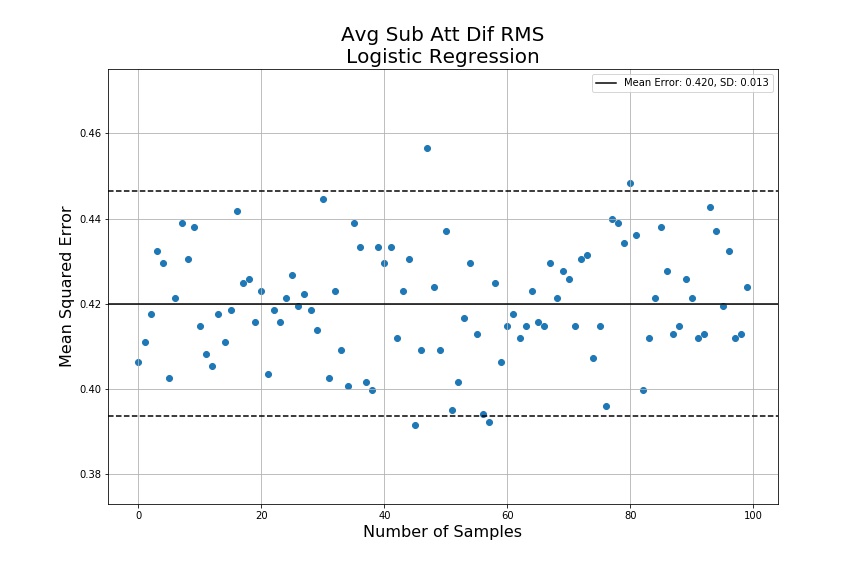 Avg Sub Att Dif RMS
Logistic Regression
Mean Error: 0.420, SD: 0.013
Mean Squared Error
0.46
0.44
0.42
0.40
0.38
0 20 40 60 80 100
Number of Samples